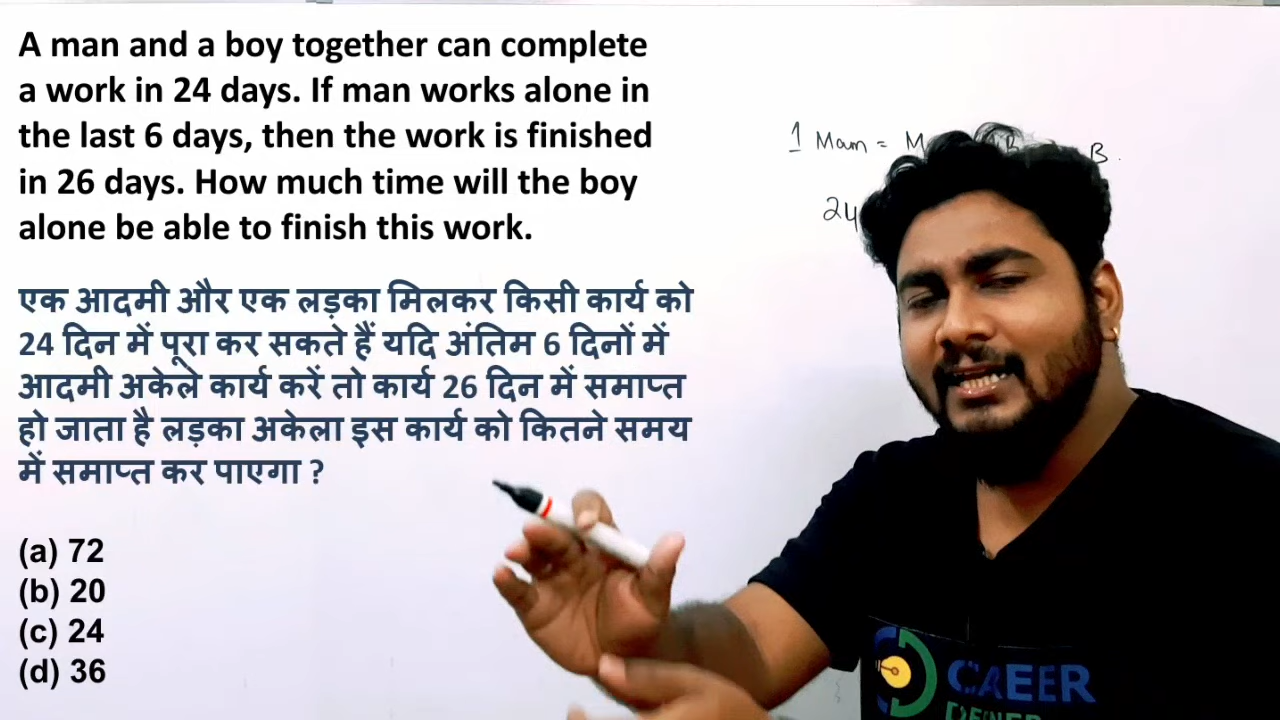 A man and a boy together can complete
a work in 24 days. If man works alone in
the last 6 days, then the work is finished
in 26 days. How much time will the boy
alone be able to finish this work.
एक आदमी और एक लड़का मिलकर किसी कार्य को
24 दिन में पूरा कर सकते हैं यदि अंतिम 6 दिनों में
आदमी अकेले कार्य करें तो कार्य 26 दिन में समाप्त
हो जाता है लड़का अकेला इस कार्य को कितने समय
में समाप्त कर पाएगा ?
(a) 72
(b) 20
(c) 24
(d) 36
1 Man = M B
24
CAREER